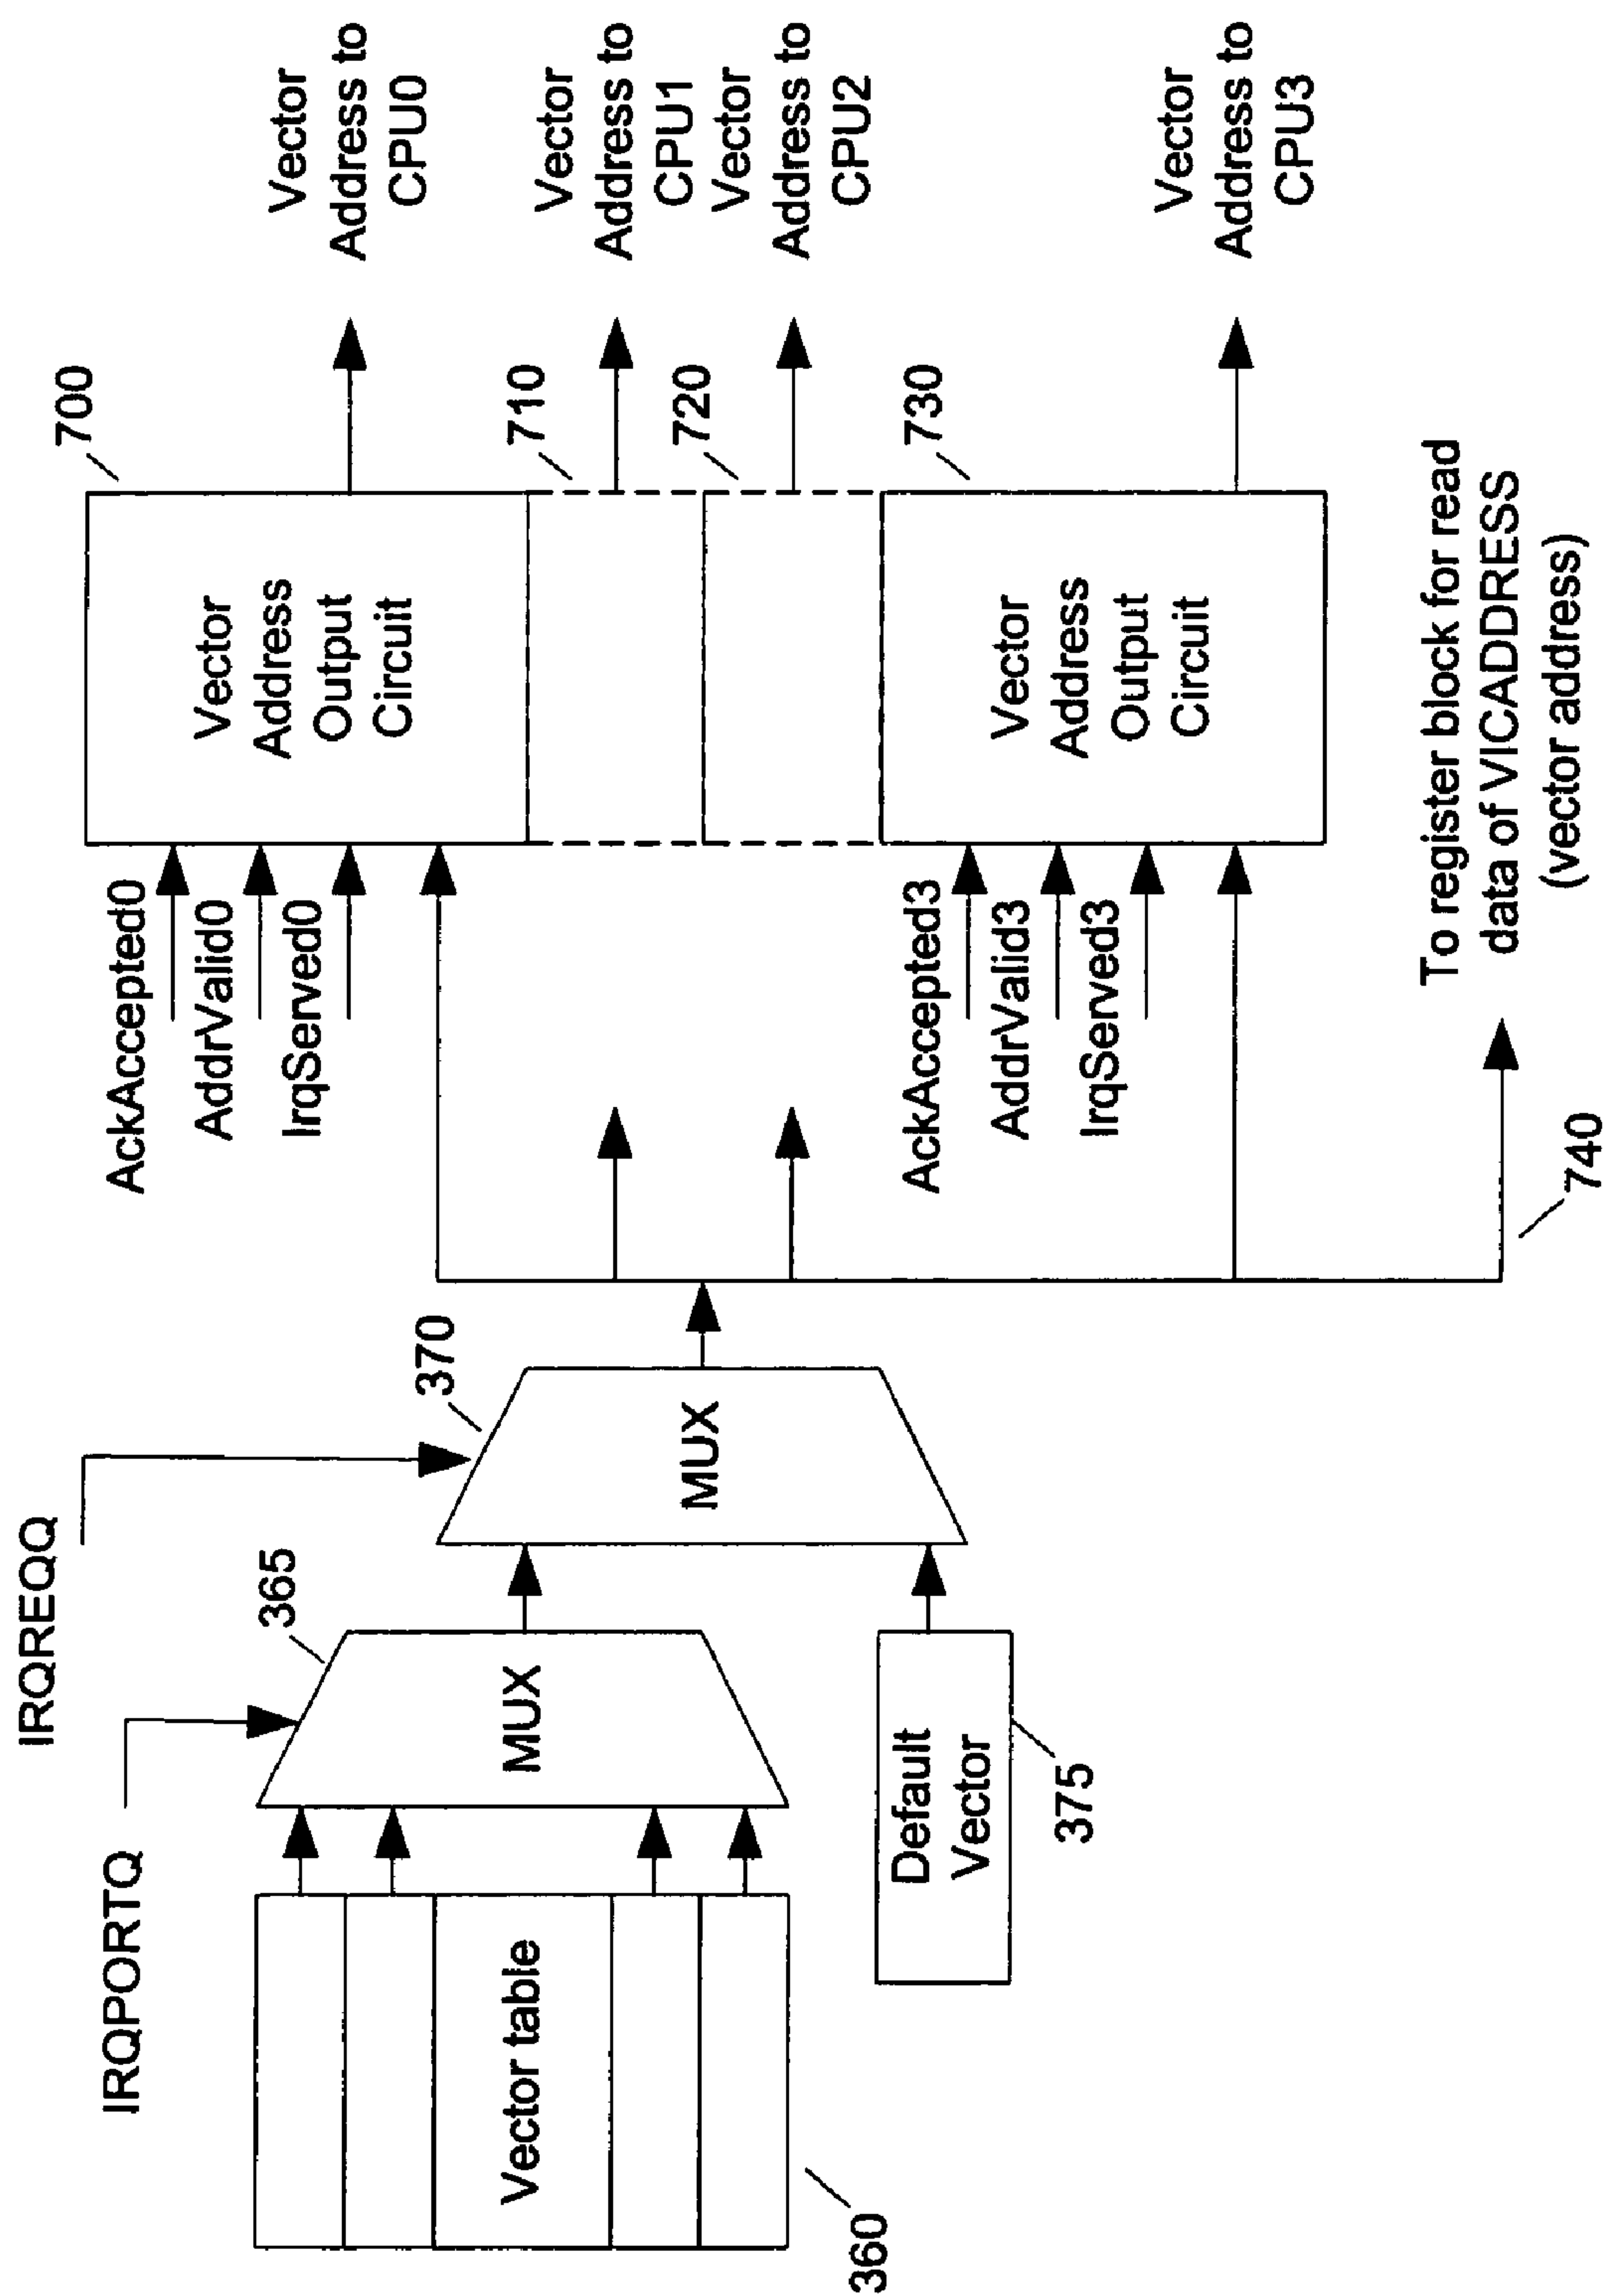 IRQREQQ
IRQPORTQ
365
370
Vector table
360
MUX
MUX
Default
Vector
375
AckAccepted0
AddrValid0
IrqServed0
AckAccepted3
AddrValid3
IrqServed3
700
Vector
Address
Output
Circuit
710
720
730
Vector
Address
Output
Circuit
Vector
Address to
CPU0
Vector
Address to
CPU1
Vector
Address to
CPU2
Vector
Address to
CPU3
740
To register block for read
data of VICADDRESS
(vector address)